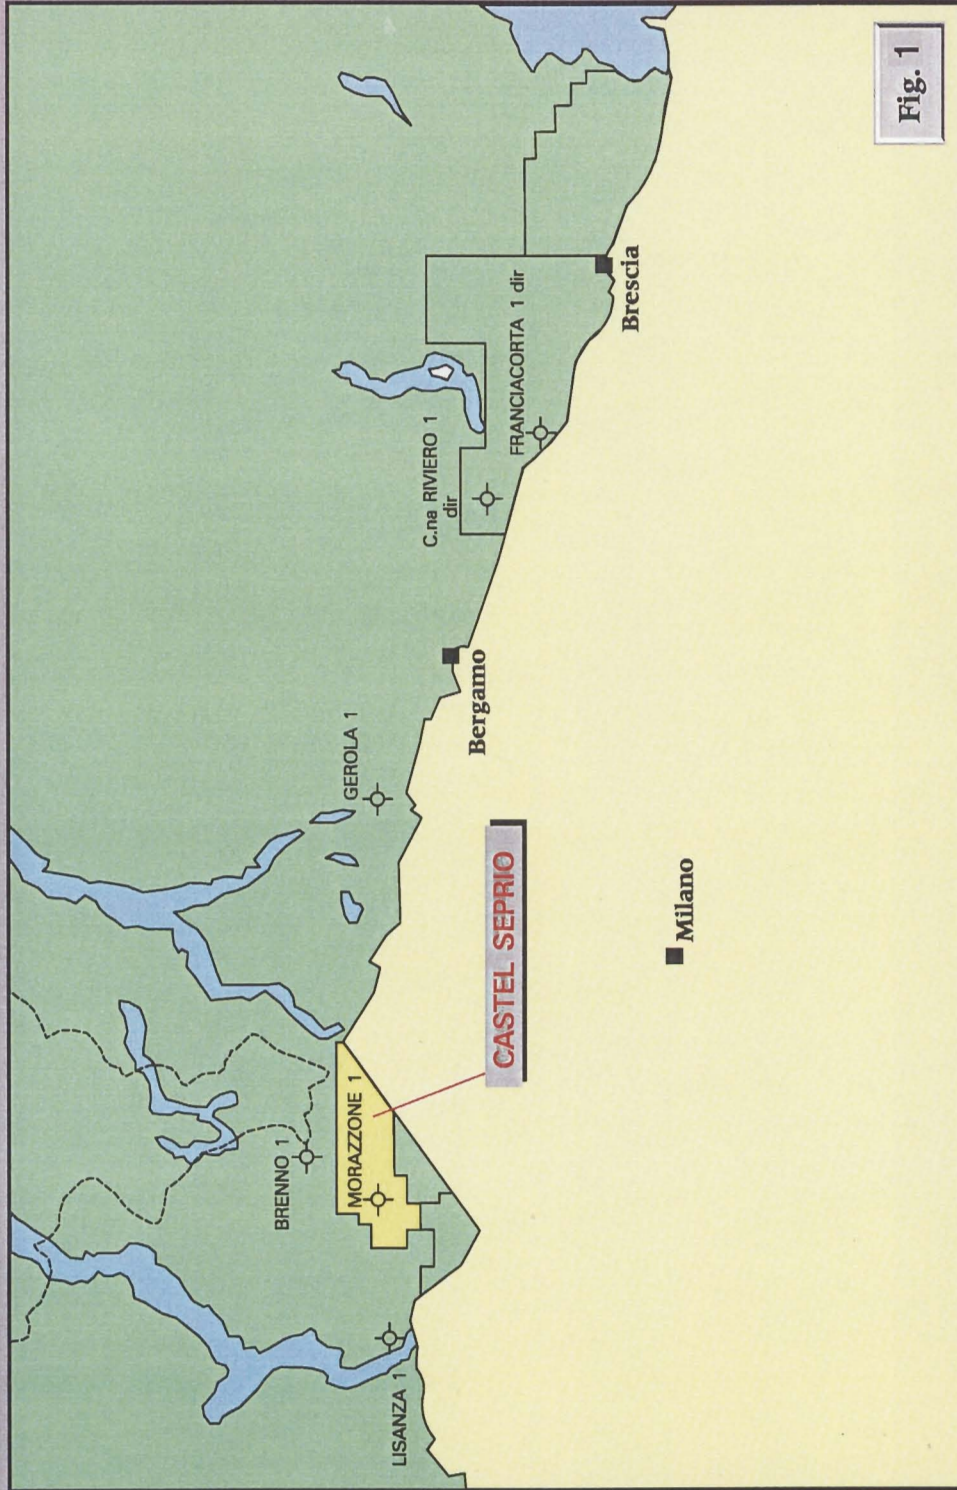 LISANZA 1
BRENNO 1
MORAZZONE 1
CASTEL SEPRIO
GEROLA 1
Milano
Bergamo
C.na RIVIERO 1
dir
FRANCIACORTA 1 dir
Brescia
Fig. 1